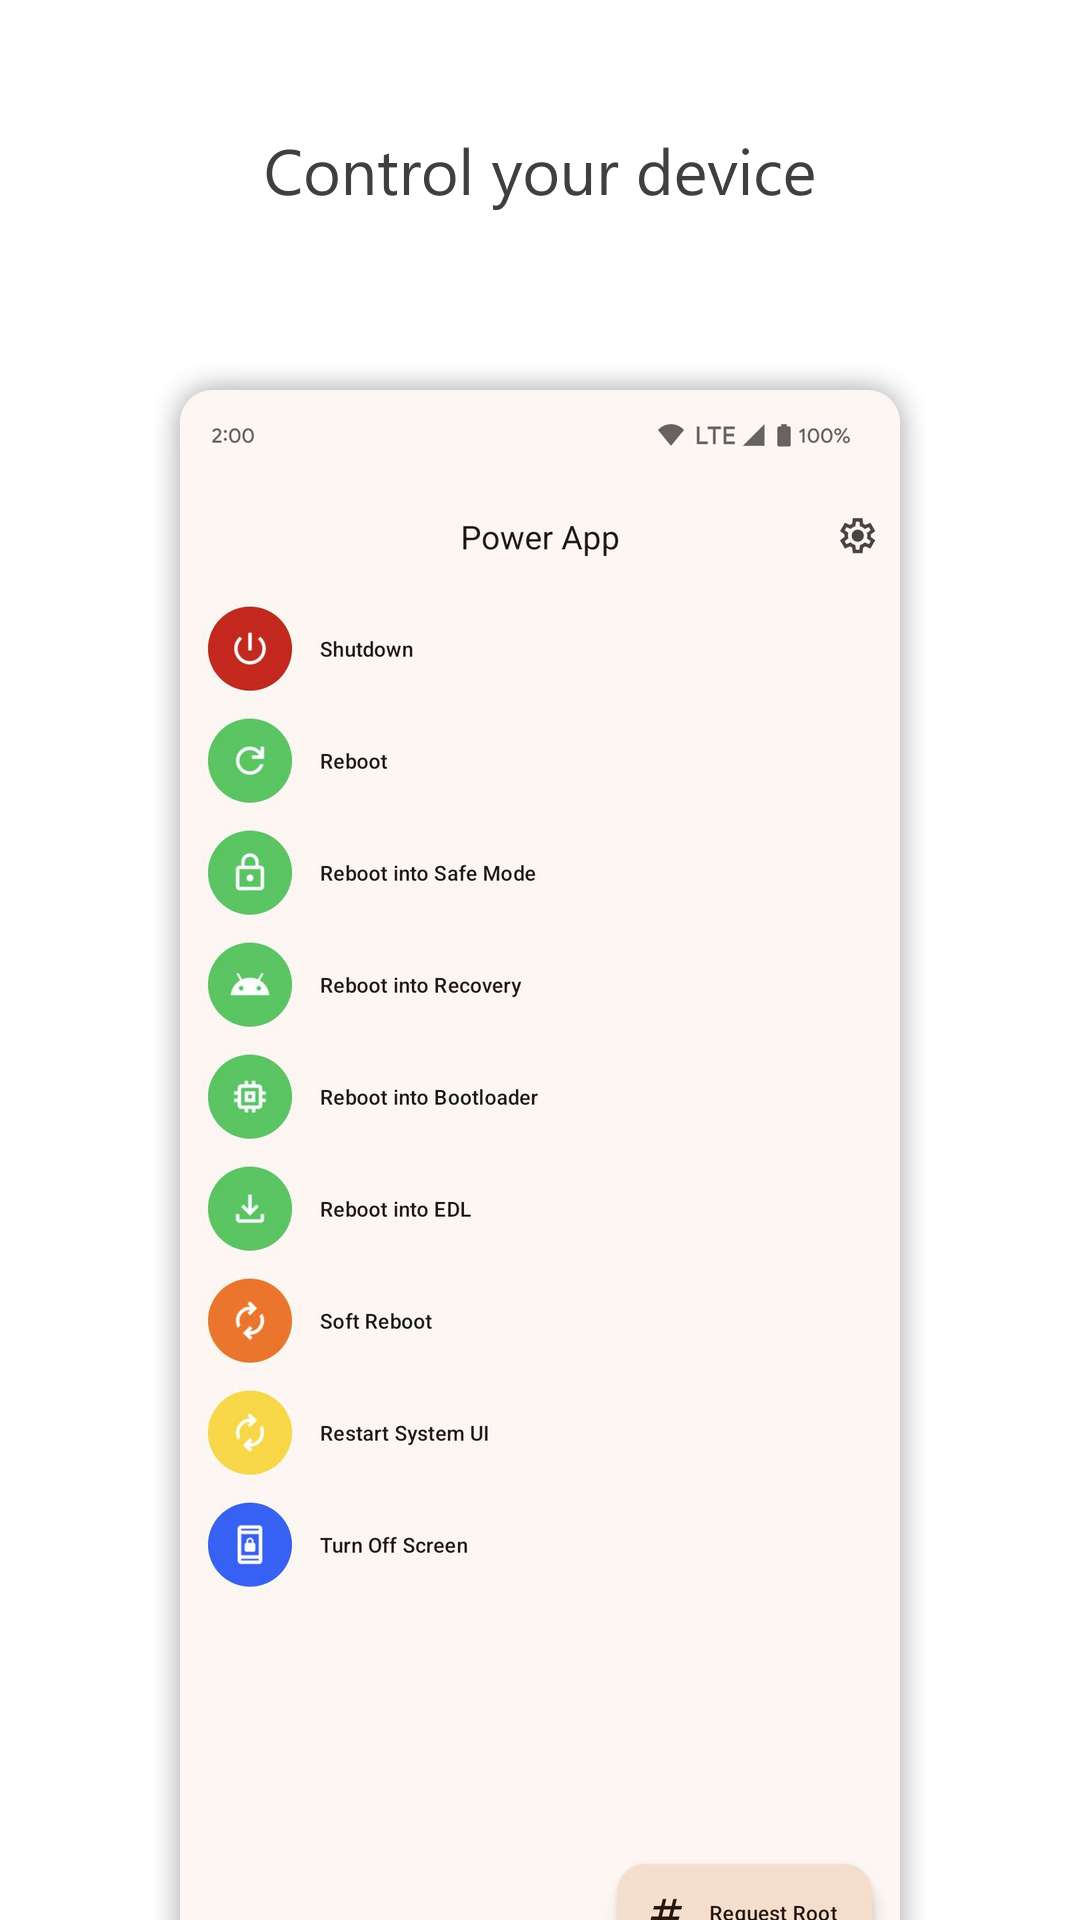 Control your device
2:00 LTE 100%
Power App
Shutdown
Reboot
Reboot into Safe Mode
Reboot into Recovery
Reboot into Bootloader
Reboot into EDL
Soft Reboot
Restart System UI
Turn Off Screen
# Request Root